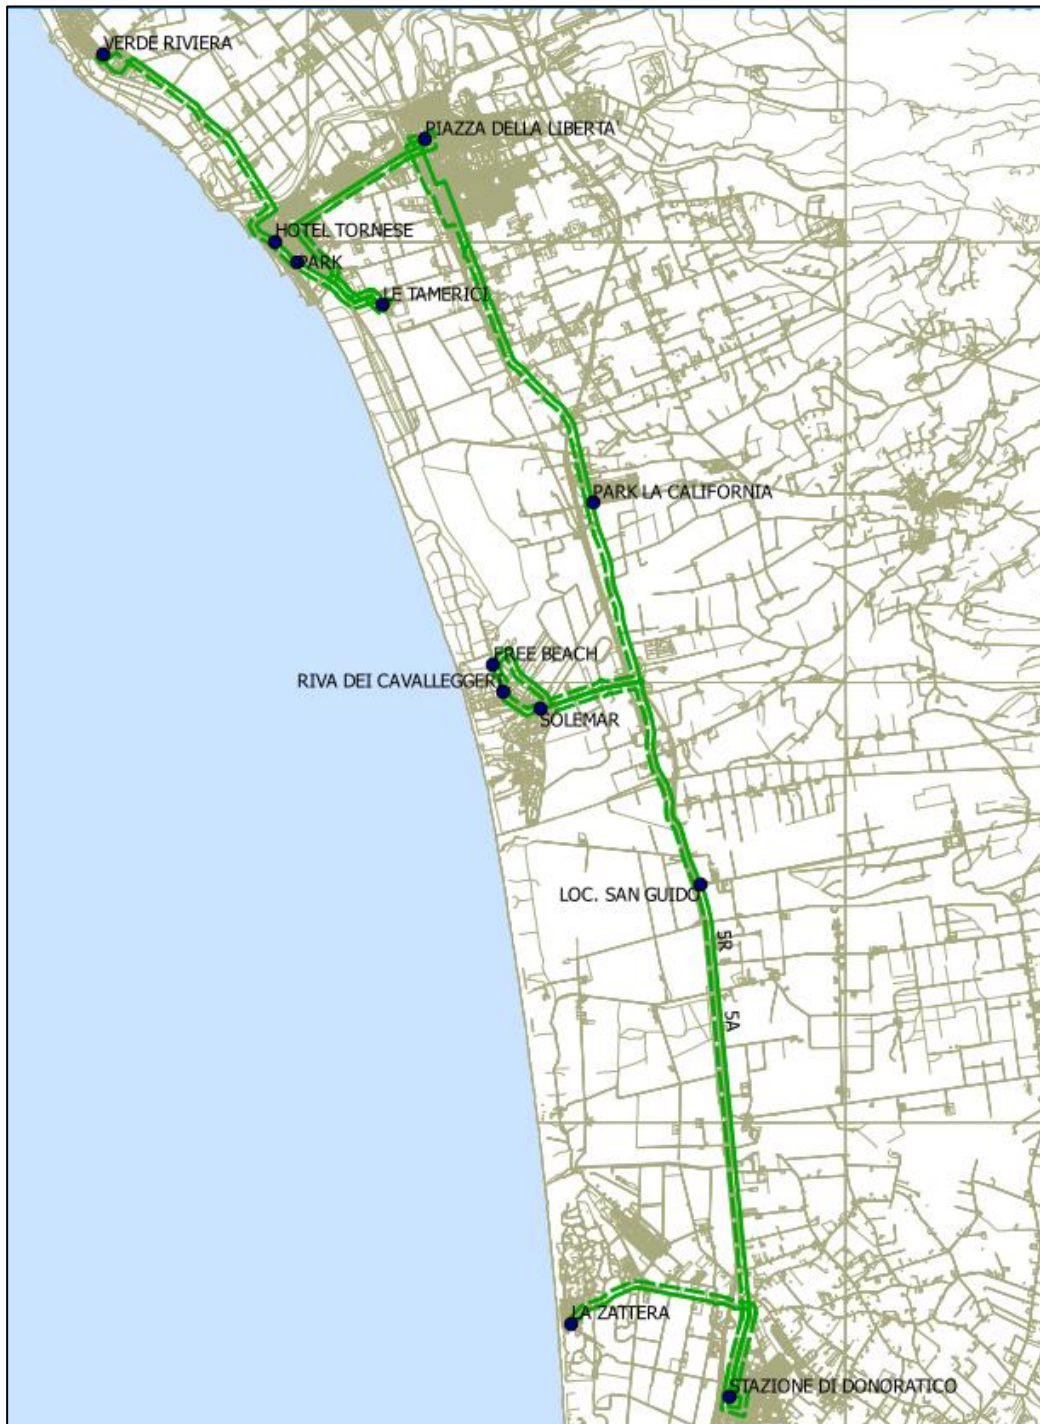 VERDE RIVIERA
PIAZZA DELLA LIBERTA'
HOTEL TORNESE
PARK
LE TAMERICI
PARK LA CALIFORNIA
FREE BEACH
RIVA DEI CAVALLEGGERI
SOLEMAR
LOC. SAN GUIDO
5R
5A
LA ZATTERA
STAZIONE DI DONORATICO